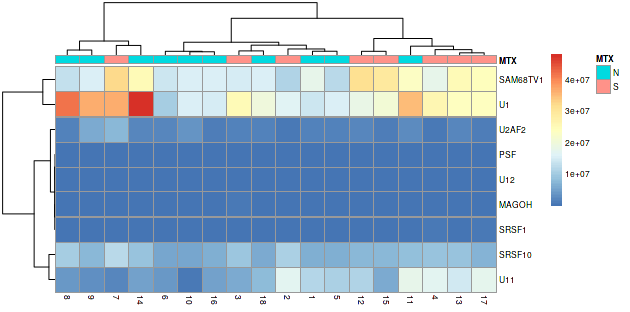 MTX
SAM68TV1
U1
U2AF2
PSF
U12
MAGOH
SRSF1
SRSF10
U11
8 9 7 14 6 10 16 3 18 2 1 5 12 15 11 4 13 17
4e+07
3e+07
2e+07
1e+07
MTX
N
S